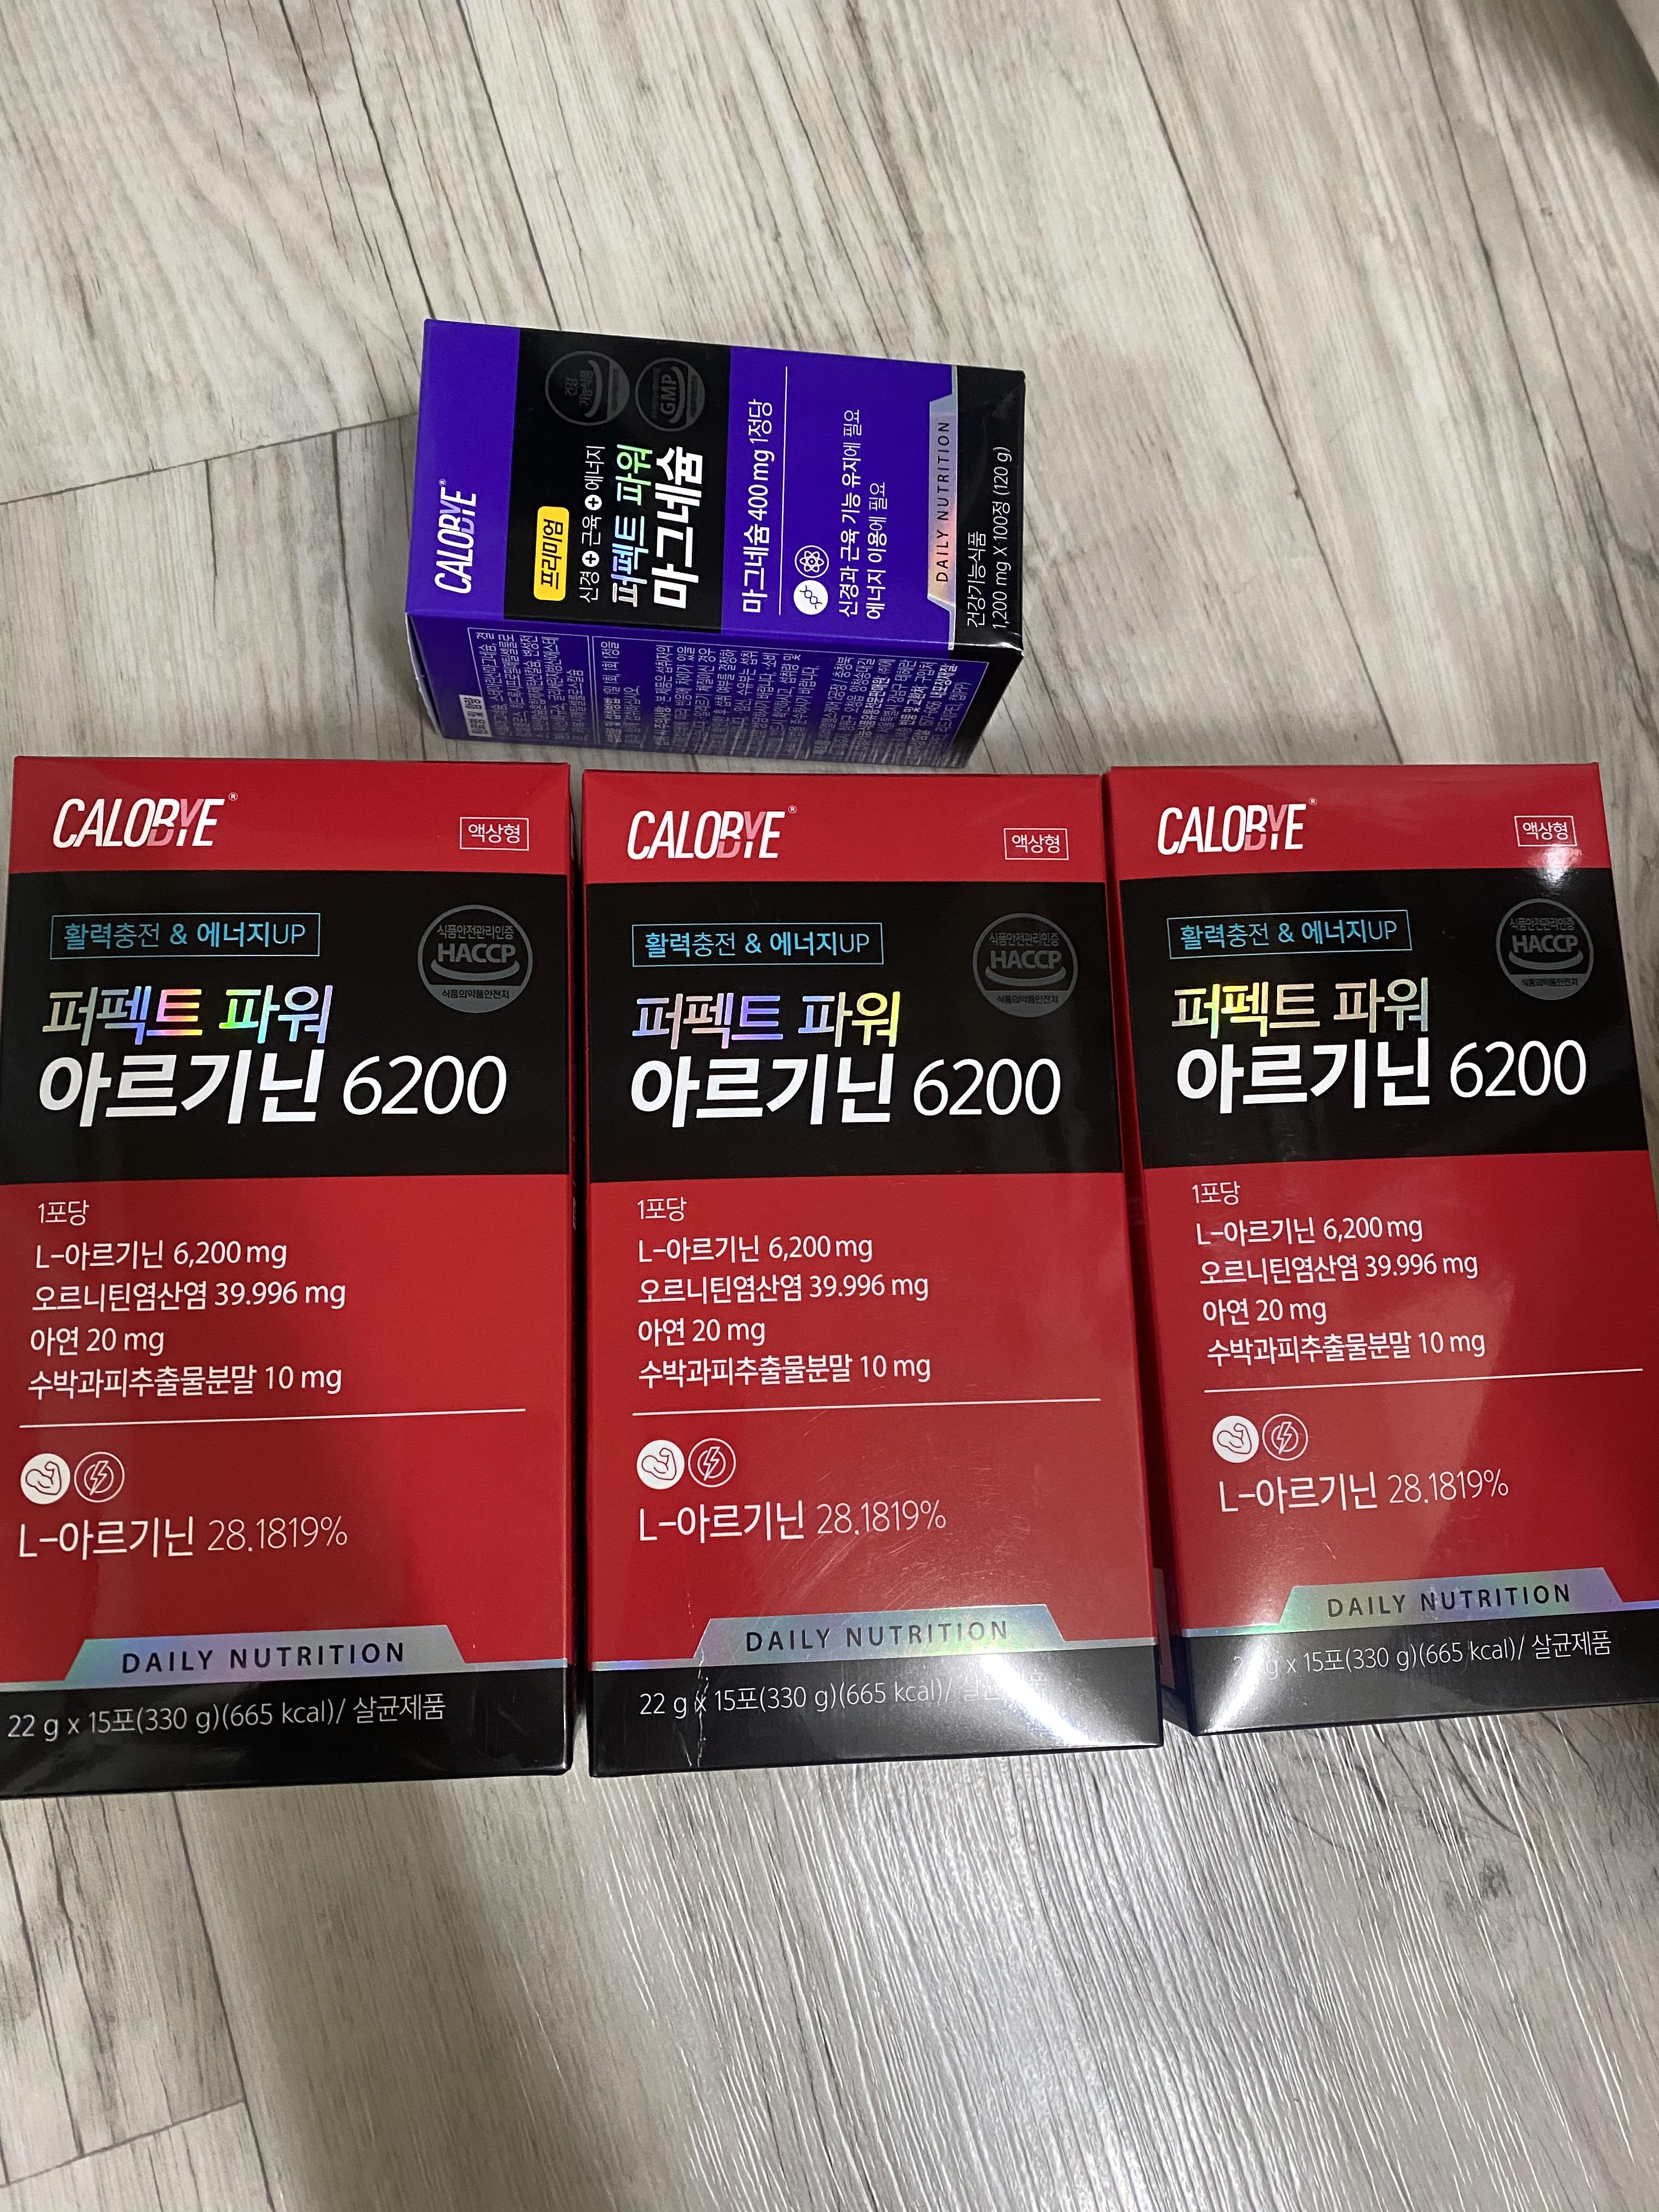 CALOBYE®
프리미엄
신경+근육+에너지
퍼펙트 파워
마그네슘
건강
기능식품
GMP
마그네슘 400 mg 1정당
신경과 근육 기능 유지에 필요
에너지 이용에 필요
DAILY NUTRITION
건강기능식품
1,200 mg X 100정 (120 g)
CALOBYE®
액상형
활력충전 & 에너지UP
식품안전관리인증
HACCP
식품의약품안전처
퍼펙트 파워
아르기닌 6200
1포당
L-아르기닌 6,200 mg
오르니틴염산염 39.996 mg
아연 20 mg
수박과피추출물분말 10 mg
L-아르기닌 28.1819%
DAILY NUTRITION
22 g x 15포(330 g)(665 kcal)/ 살균제품
CALOBYE®
액상형
활력충전 & 에너지UP
식품안전관리인증
HACCP
식품의약품안전처
퍼펙트 파워
아르기닌 6200
1포당
L-아르기닌 6,200 mg
오르니틴염산염 39.996 mg
아연 20 mg
수박과피추출물분말 10 mg
L-아르기닌 28.1819%
DAILY NUTRITION
22 g x 15포(330 g)(665 kcal)/ 살균제품
CALOBYE®
액상형
활력충전 & 에너지UP
식품안전관리인증
HACCP
식품의약품안전처
퍼펙트 파워
아르기닌 6200
1포당
L-아르기닌 6,200 mg
오르니틴염산염 39.996 mg
아연 20 mg
수박과피추출물분말 10 mg
L-아르기닌 28.1819%
DAILY NUTRITION
22 g x 15포(330 g)(665 kcal)/ 살균제품